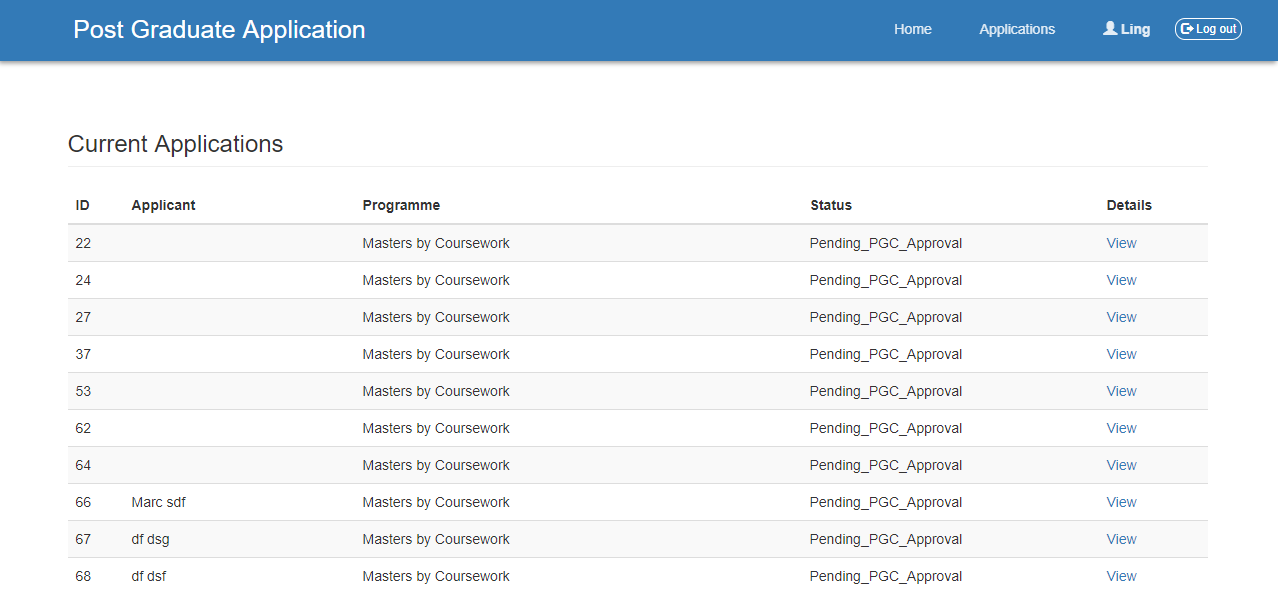 Post Graduate Application Home Applications Ling Log out
Current Applications
ID Applicant Programme Status Details
22 Masters by Coursework Pending_PGC_Approval View
24 Masters by Coursework Pending_PGC_Approval View
27 Masters by Coursework Pending_PGC_Approval View
37 Masters by Coursework Pending_PGC_Approval View
53 Masters by Coursework Pending_PGC_Approval View
62 Masters by Coursework Pending_PGC_Approval View
64 Masters by Coursework Pending_PGC_Approval View
66 Marc sdf Masters by Coursework Pending_PGC_Approval View
67 df dsg Masters by Coursework Pending_PGC_Approval View
68 df dsf Masters by Coursework Pending_PGC_Approval View